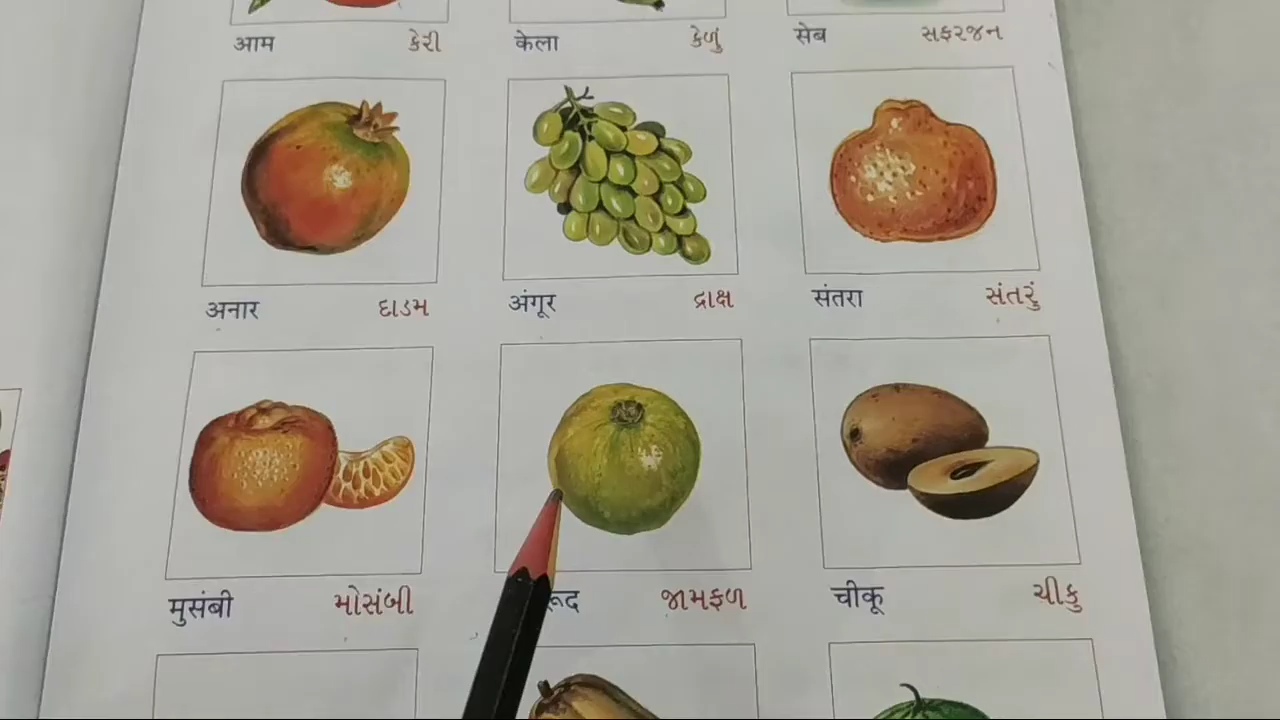 आम કેરી
केला કેળું
सेब સફરજન
अनार દાડમ
अंगूर દ્રાક્ષ
संतरा સંતરું
मुसंबी મોસંબી
જામફળ
चीकू ચીકુ